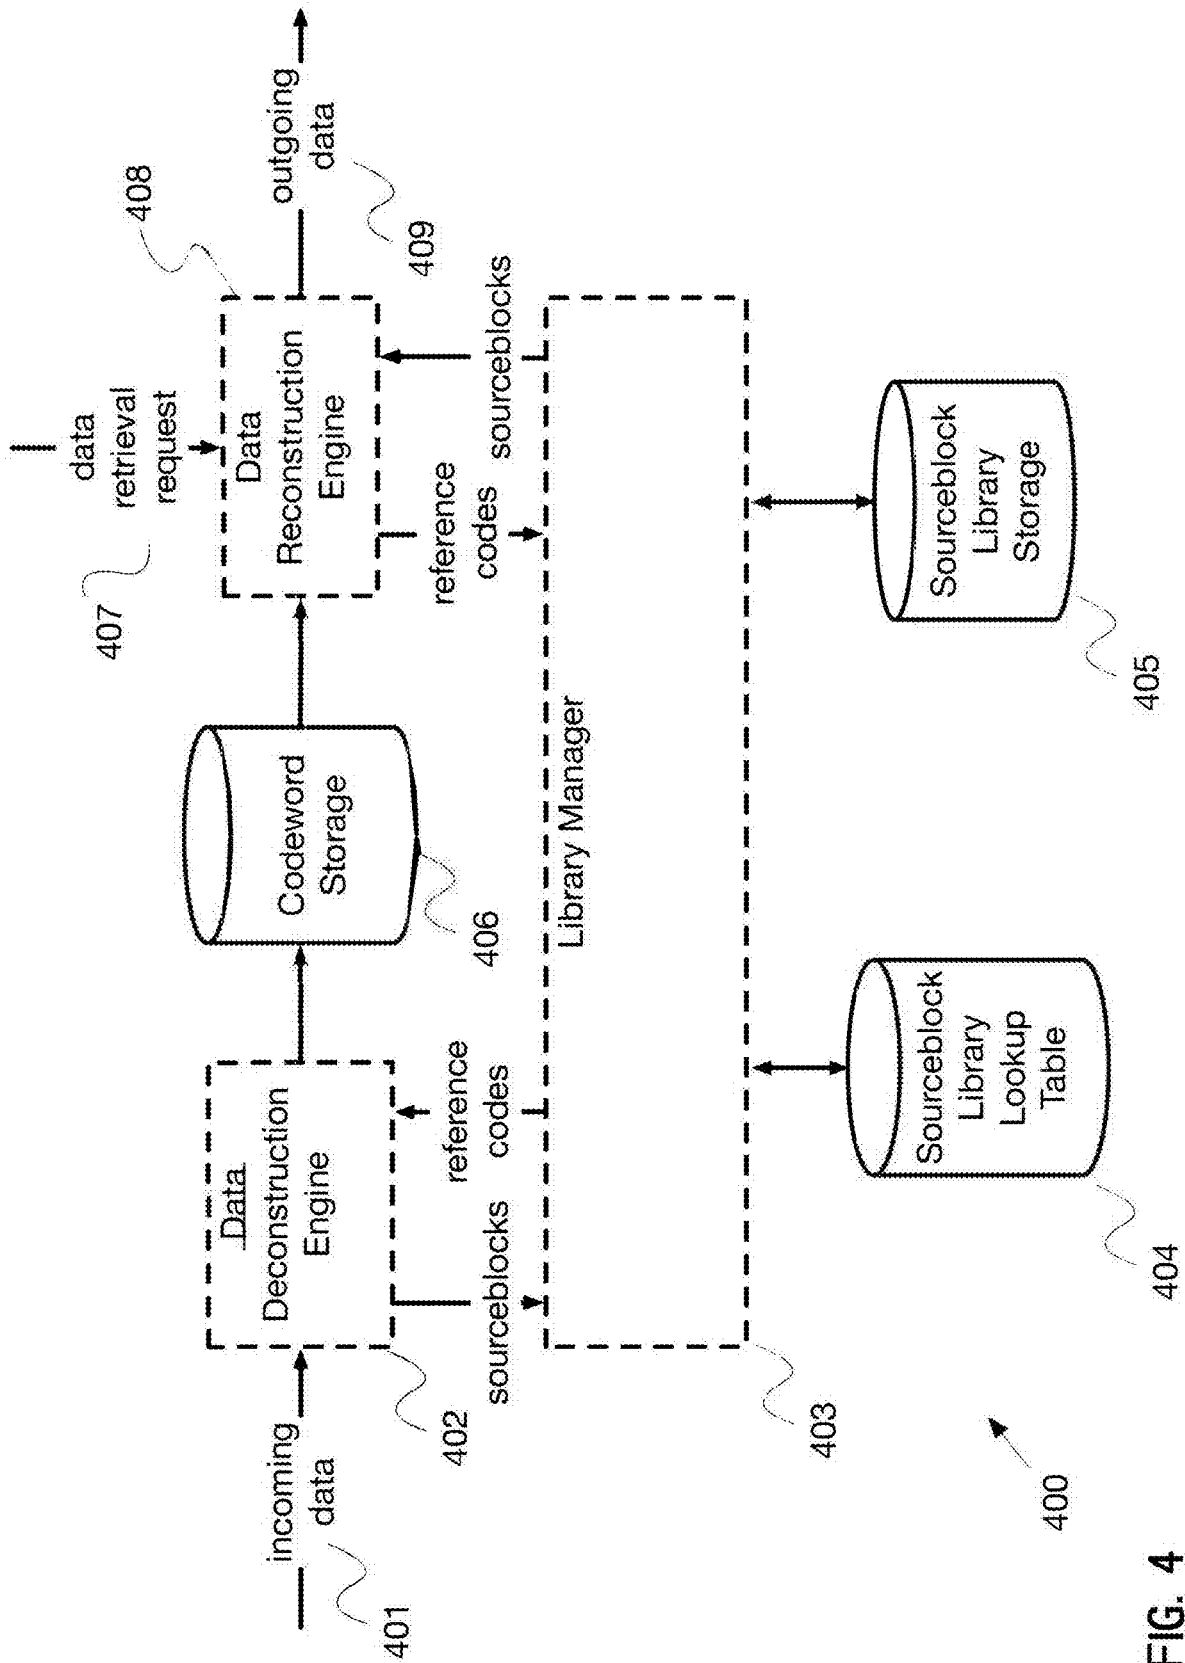 data
retrieval
request
407
408
incoming
data
401
Data
Deconstruction
Engine
402
Codeword
Storage
406
Data
Reconstruction
Engine
outgoing
data
409
sourceblocks
reference
codes
reference
codes
sourceblocks
Library Manager
403
Sourceblock
Library
Lookup
Table
404
Sourceblock
Library
Storage
405
400
FIG. 4